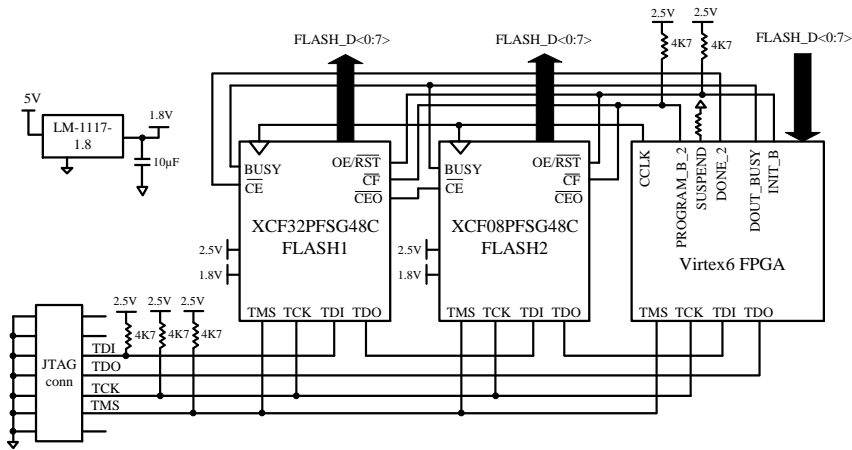 FLASH_D<0:7>
FLASH_D<0:7>
2.5V
2.5V
4K7
4K7
FLASH_D<0:7>
5V
LM-1117-
1.8
1.8V
10µF
BUSY
CE
OE/RST
CF
CEO
XCF32PFSG48C
FLASH1
2.5V
1.8V
TMS
TCK
TDI
TDO
BUSY
CE
OE/RST
CF
CEO
XCF08PFSG48C
FLASH2
2.5V
1.8V
TMS
TCK
TDI
TDO
CCLK
PROGRAM_B_2
SUSPEND
DONE_2
DOUT_BUSY
INIT_B
Virtex6 FPGA
TMS
TCK
TDI
TDO
2.5V
2.5V
2.5V
4K7
4K7
4K7
JTAG
conn
TDI
TDO
TCK
TMS